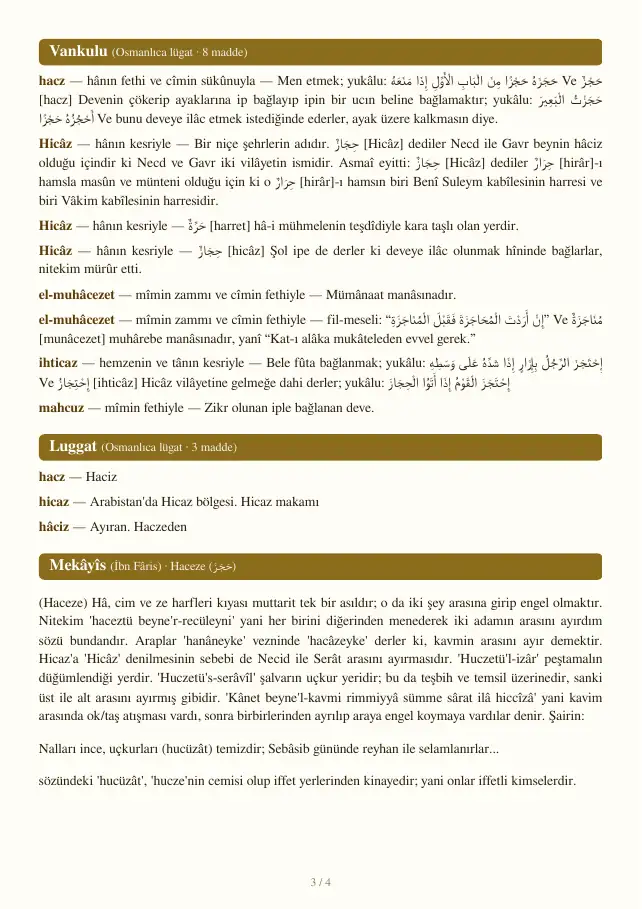 Vankulu (Osmanlıca lügat · 8 madde)
hacz — hânın fethi ve cîmin sükûnuyla — Men etmek; yukâlu: حَجَزَهُ حَجْزًا مِنَ الْبَابِ الْأَوَّلِ إِذَا مَنَعَهُ Ve حَجْزٌ
[hacz] Devenin çökerip ayaklarına ip bağlayıp ipin bir ucın beline bağlamaktır; yukâlu: حَجَزْتُ الْبَعِيرَ
أَحْجُزُهُ حَجْزًا Ve bunu deveye ilâc etmek istediğinde ederler, ayak üzere kalkmasın diye.
Hicâz — hânın kesriyle — Bir niçe şehrlerin adıdır. حِجَازٌ [Hicâz] dediler Necd ile Gavr beynin hâciz
olduğu içindir ki Necd ve Gavr iki vilâyetin ismidir. Asmaî eyitti: حِجَازٌ [Hicâz] dediler حِرَارٌ [hirâr]-ı
hamsla masûn ve münteni olduğu için ki o حِرَارٌ [hirâr]-ı hamsın biri Benî Suleym kabîlesinin harresi ve
biri Vâkim kabîlesinin harresidir.
Hicâz — hânın kesriyle — حَرَّةٌ [harret] hâ-i mühmelenin teşdîdiyle kara taşlı olan yerdir.
Hicâz — hânın kesriyle — حِجَازٌ [hicâz] Şol ipe de derler ki deveye ilâc olunmak hîninde bağlarlar,
nitekim mürûr etti.
el-muhâcezet — mîmin zammı ve cîmin fethiyle — Mümânaat manâsınadır.
el-muhâcezet — mîmin zammı ve cîmin fethiyle — fil-meseli: “إِنْ أَرَدْتَ الْمُحَاجَزَةَ فَقَبْلَ الْمُنَاجَزَةِ” Ve مُنَاجَزَةٌ
[munâcezet] muhârebe manâsınadır, yanî “Kat-ı alâka mukâteleden evvel gerek.”
ihticaz — hemzenin ve tânın kesriyle — Bele fûta bağlanmak; yukâlu: إِحْتَجَزَ الرَّجُلُ بِإِزَارٍ إِذَا شَدَّهُ عَلَى وَسَطِهِ
Ve إِحْتِجَازٌ [ihticâz] Hicâz vilâyetine gelmeğe dahi derler; yukâlu: إِحْتَجَزَ الْقَوْمُ إِذَا أَتَوُا الْحِجَازَ
mahcuz — mîmin fethiyle — Zikr olunan iple bağlanan deve.
Luggat (Osmanlıca lügat · 3 madde)
hacz — Haciz
hicaz — Arabistan'da Hicaz bölgesi. Hicaz makamı
hâciz — Ayıran. Haczeden
Mekâyîs (İbn Fâris) · Haceze (حَجَزَ)
(Haceze) Hâ, cim ve ze harfleri kıyası muttarit tek bir asıldır; o da iki şey arasına girip engel olmaktır.
Nitekim 'haceztü beyne'r-recüleyni' yani her birini diğerinden menederek iki adamın arasını ayırdım
sözü bundandır. Araplar 'hanâneyke' vezninde 'hacâzeyke' derler ki, kavmin arasını ayır demektir.
Hicaz'a 'Hicâz' denilmesinin sebebi de Necid ile Serât arasını ayırmasıdır. 'Huczetü'l-izâr' peştamalın
düğümlendiği yerdir. 'Huczetü's-serâvîl' şalvarın uçkur yeridir; bu da teşbih ve temsil üzerinedir, sanki
üst ile alt arasını ayırmış gibidir. 'Kânet beyne'l-kavmi rimmiyyâ sümme sârat ilâ hiccîzâ' yani kavim
arasında ok/taş atışması vardı, sonra birbirlerinden ayrılıp araya engel koymaya vardılar denir. Şairin:
Nalları ince, uçkurları (hucüzât) temizdir; Sebâsib gününde reyhan ile selamlanırlar...
sözündeki 'hucüzât', 'hucze'nin cemisi olup iffet yerlerinden kinayedir; yani onlar iffetli kimselerdir.
3 / 4